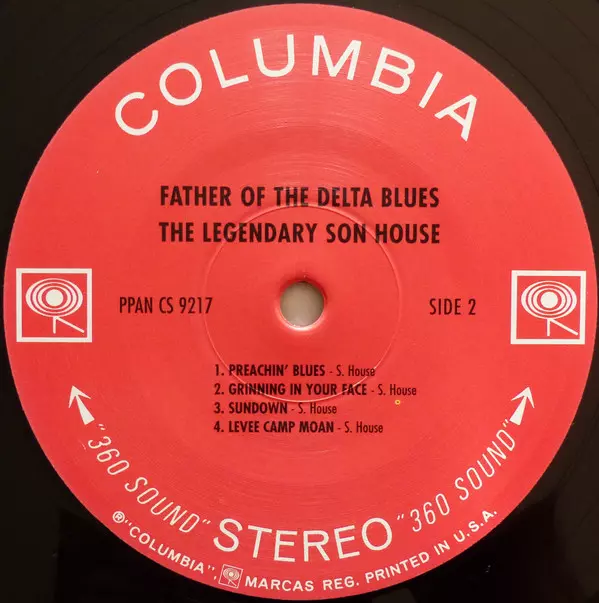 COLUMBIA
FATHER OF THE DELTA BLUES
THE LEGENDARY SON HOUSE
PPAN CS 9217
SIDE 2
1. PREACHIN' BLUES - S. House
2. GRINNING IN YOUR FACE - S. House
3. SUNDOWN - S. House
4. LEVEE CAMP MOAN - S. House
"360 SOUND" STEREO "360 SOUND"
®"COLUMBIA", MARCAS REG. PRINTED IN U.S.A.